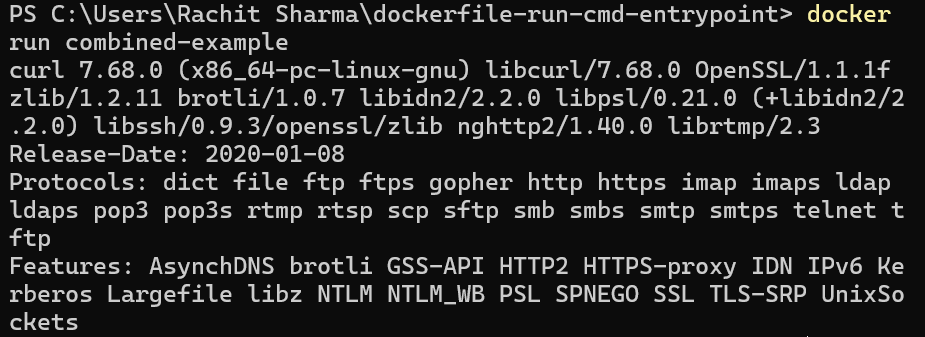 PS C:\Users\Rachit Sharma\dockerfile-run-cmd-entrypoint> docker
run combined-example
curl 7.68.0 (x86_64-pc-linux-gnu) libcurl/7.68.0 OpenSSL/1.1.1f
zlib/1.2.11 brotli/1.0.7 libidn2/2.2.0 libpsl/0.21.0 (+libidn2/2
.2.0) libssh/0.9.3/openssl/zlib nghttp2/1.40.0 librtmp/2.3
Release-Date: 2020-01-08
Protocols: dict file ftp ftps gopher http https imap imaps ldap
ldaps pop3 pop3s rtmp rtsp scp sftp smb smbs smtp smtps telnet t
ftp
Features: AsynchDNS brotli GSS-API HTTP2 HTTPS-proxy IDN IPv6 Ke
rberos Largefile libz NTLM NTLM_WB PSL SPNEGO SSL TLS-SRP UnixSo
ckets